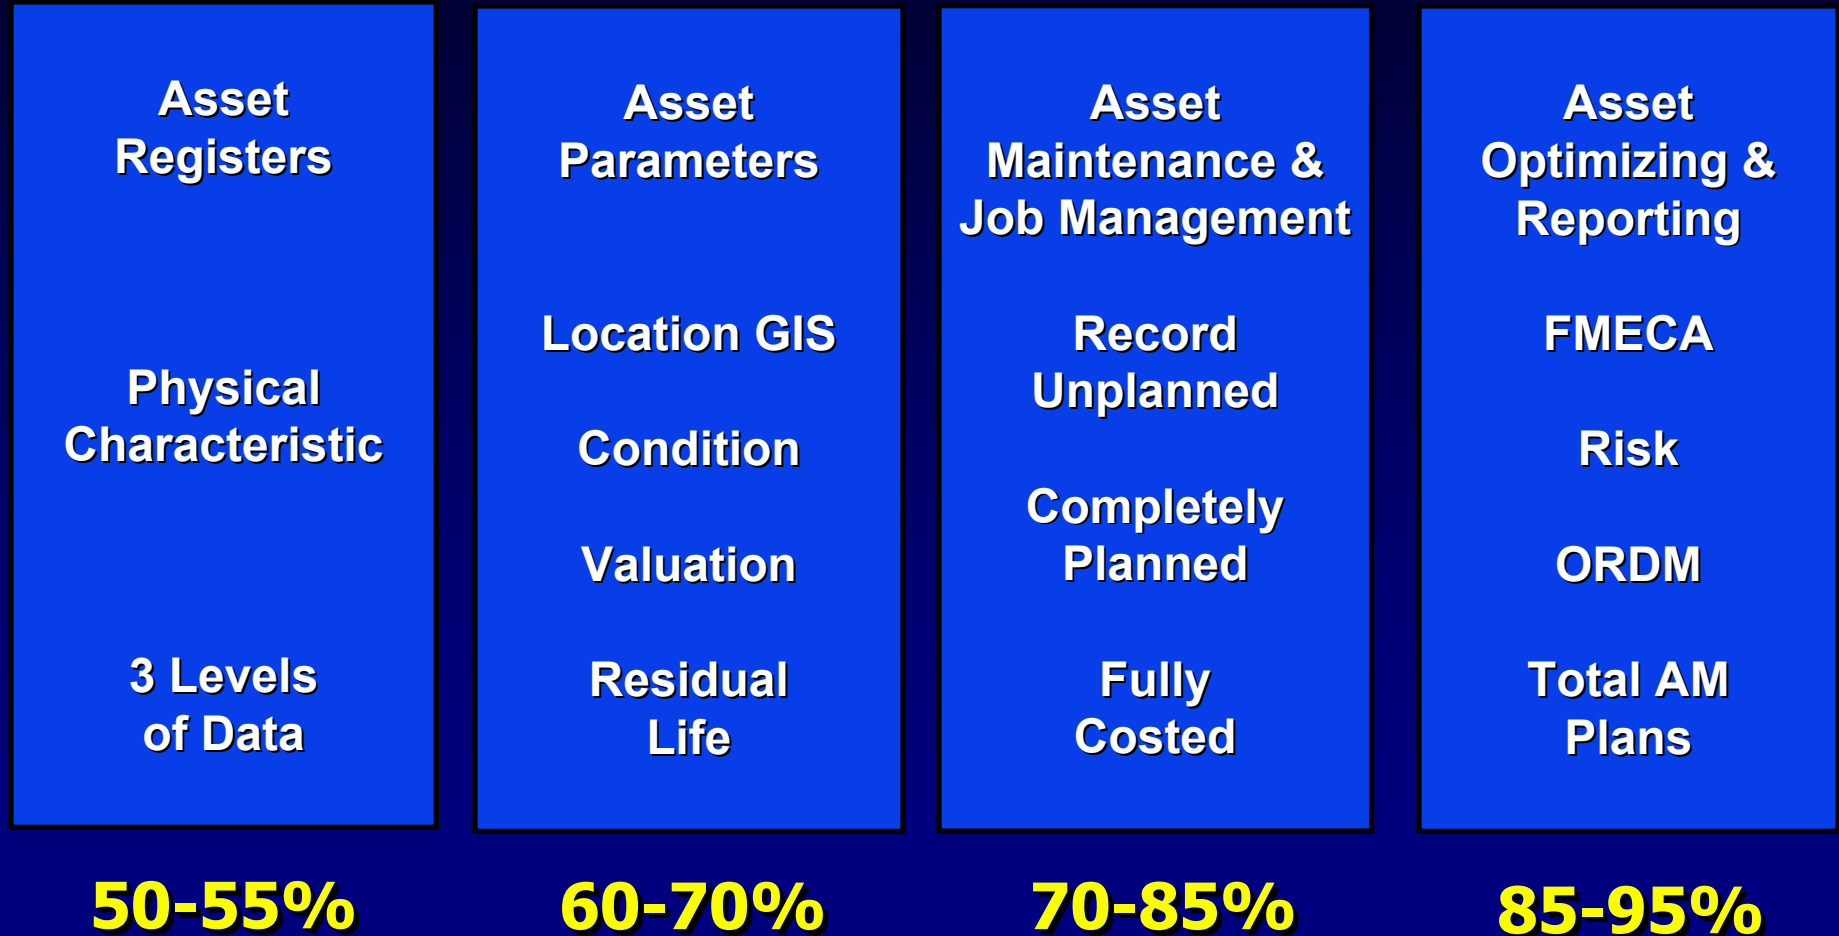 Asset
Registers
Physical
Characteristic
3 Levels
of Data
50-55%
Asset
Parameters
Location GIS
Condition
Valuation
Residual
Life
60-70%
Asset
Maintenance &
Job Management
Record
Unplanned
Completely
Planned
Fully
Costed
70-85%
Asset
Optimizing &
Reporting
FMECA
Risk
ORDM
Total AM
Plans
85-95%